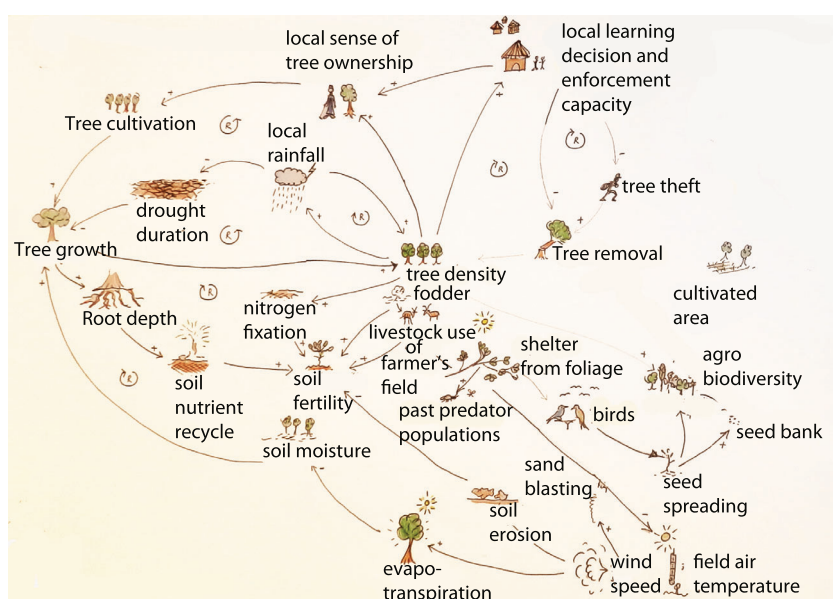 local sense of
tree ownership
local learning
decision and
enforcement
capacity
Tree cultivation
R
local
rainfall
R
R
tree theft
drought
duration
R
R
Tree growth
Tree removal
tree density
fodder
Root depth
R
nitrogen
fixation
cultivated
area
livestock use
of
farmer's
field
shelter
from foliage
agro
biodiversity
soil
nutrient
recycle
R
soil
fertility
past predator
populations
birds
seed bank
soil moisture
sand
blasting
seed
spreading
soil
erosion
evapo-
transpiration
wind
speed
field air
temperature